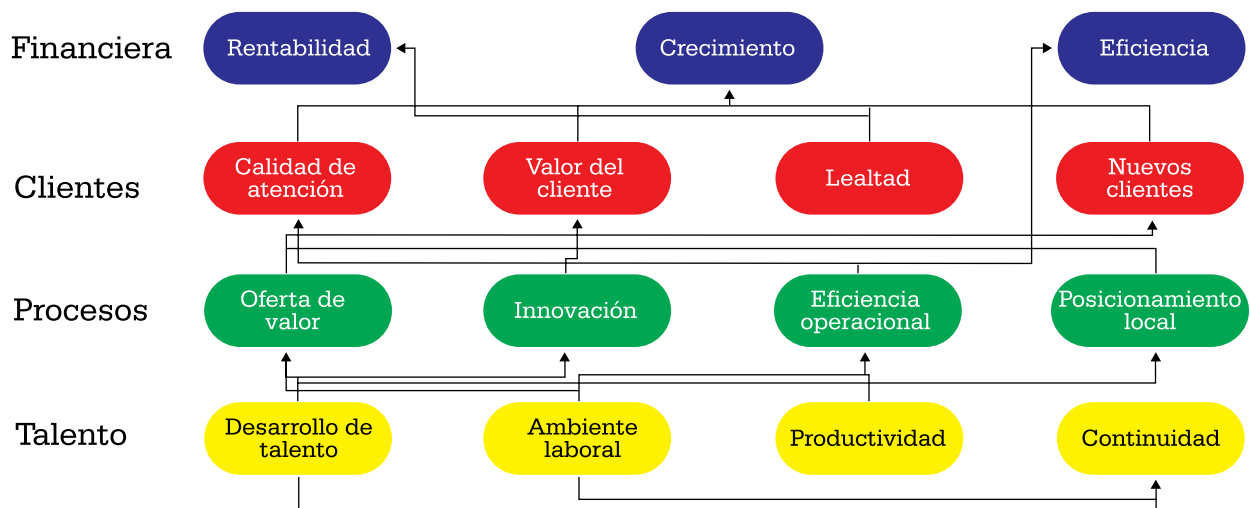 Financiera
Rentabilidad
Crecimiento
Eficiencia
Clientes
Calidad de
atención
Valor del
cliente
Lealtad
Nuevos
clientes
Procesos
Oferta de
valor
Innovación
Eficiencia
operacional
Posicionamiento
local
Talento
Desarrollo de
talento
Ambiente
laboral
Productividad
Continuidad